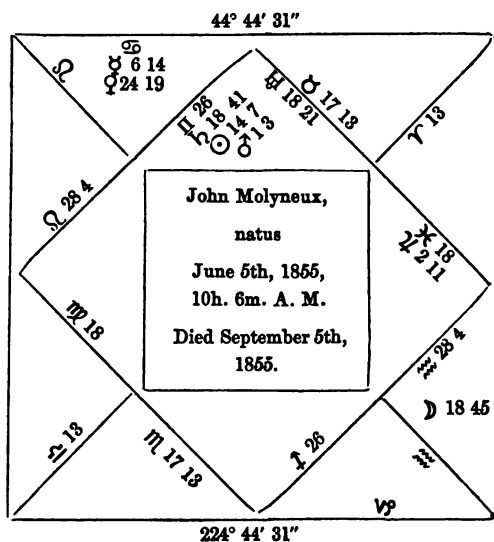 44° 44′ 31″
♋
☿ 6 14
♀ 24 19
♌
♊ 26
♄ 18 41
☉ 14 7
♂ 1 3
♅ 18 21
♉ 17 13
♈ 13
♌ 28 4
John Molyneux,
natus
June 5th, 1855,
10h. 6m. A. M.
Died September 5th,
1855.
♓ 18
♃ 2 11
♍ 18
♒ 28 4
☽ 18 45
♎ 13
♏ 17 13
♐ 26
♒
♑
224° 44′ 31″